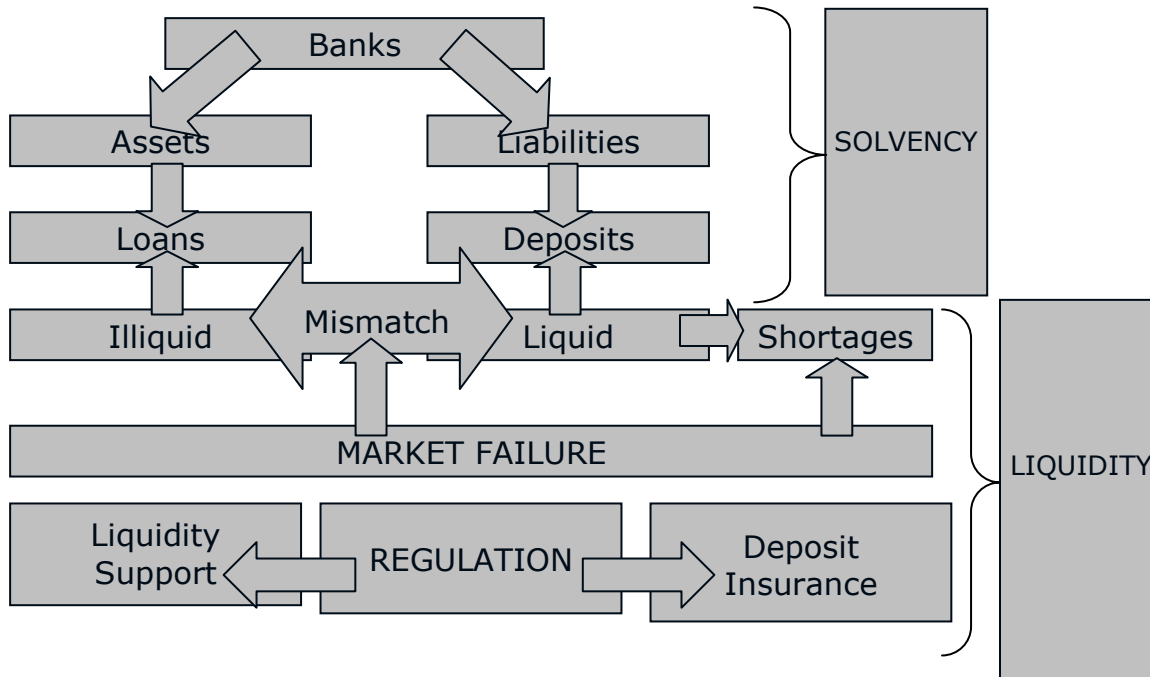 Banks
Assets
Liabilities
SOLVENCY
Loans
Deposits
Illiquid
Mismatch
Liquid
Shortages
MARKET FAILURE
LIQUIDITY
Liquidity
Support
REGULATION
Deposit
Insurance